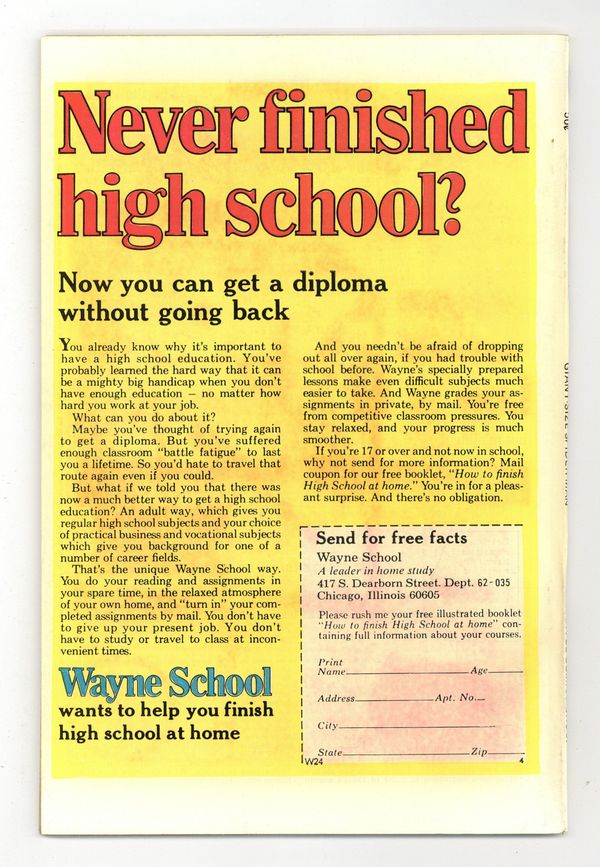 Never finished
high school?
Now you can get a diploma
without going back
You already know why it's important to
have a high school education. You've
probably learned the hard way that it can
be a mighty big handicap when you don't
have enough education — no matter how
hard you work at your job.
What can you do about it?
Maybe you've thought of trying again
to get a diploma. But you've suffered
enough classroom "battle fatigue" to last
you a lifetime. So you'd hate to travel that
route again even if you could.
But what if we told you that there was
now a much better way to get a high school
education? An adult way, which gives you
regular high school subjects and your choice
of practical business and vocational subjects
which give you background for one of a
number of career fields.
That's the unique Wayne School way.
You do your reading and assignments in
your spare time, in the relaxed atmosphere
of your own home, and "turn in" your com-
pleted assignments by mail. You don't have
to give up your present job. You don't
have to study or travel to class at incon-
venient times.
Wayne School
wants to help you finish
high school at home
And you needn't be afraid of dropping
out all over again, if you had trouble with
school before. Wayne's specially prepared
lessons make even difficult subjects much
easier to take. And Wayne grades your as-
signments in private, by mail. You're free
from competitive classroom pressures. You
stay relaxed, and your progress is much
smoother.
If you're 17 or over and not now in school,
why not send for more information? Mail
coupon for our free booklet, "How to finish
High School at home." You're in for a pleas-
ant surprise. And there's no obligation.
Send for free facts
Wayne School
A leader in home study
417 S. Dearborn Street. Dept. 62-035
Chicago, Illinois 60605
Please rush me your free illustrated booklet
"How to finish High School at home" con-
taining full information about your courses.
Print
Name Age
Address Apt. No.
City
State Zip
W24 4